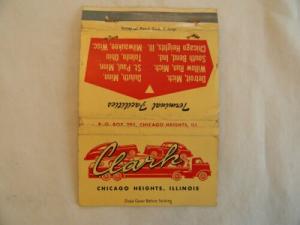 Terminal Facilities
Detroit, Mich.
Willow Run, Mich.
South Bend, Ind.
Chicago Heights, Ill.
Duluth, Minn.
St. Paul, Minn.
Toledo, Ohio
Milwaukee, Wisc.
P.O. BOX 291, CHICAGO HEIGHTS, ILL.
Clark
CHICAGO HEIGHTS, ILLINOIS
Close Cover Before Striking